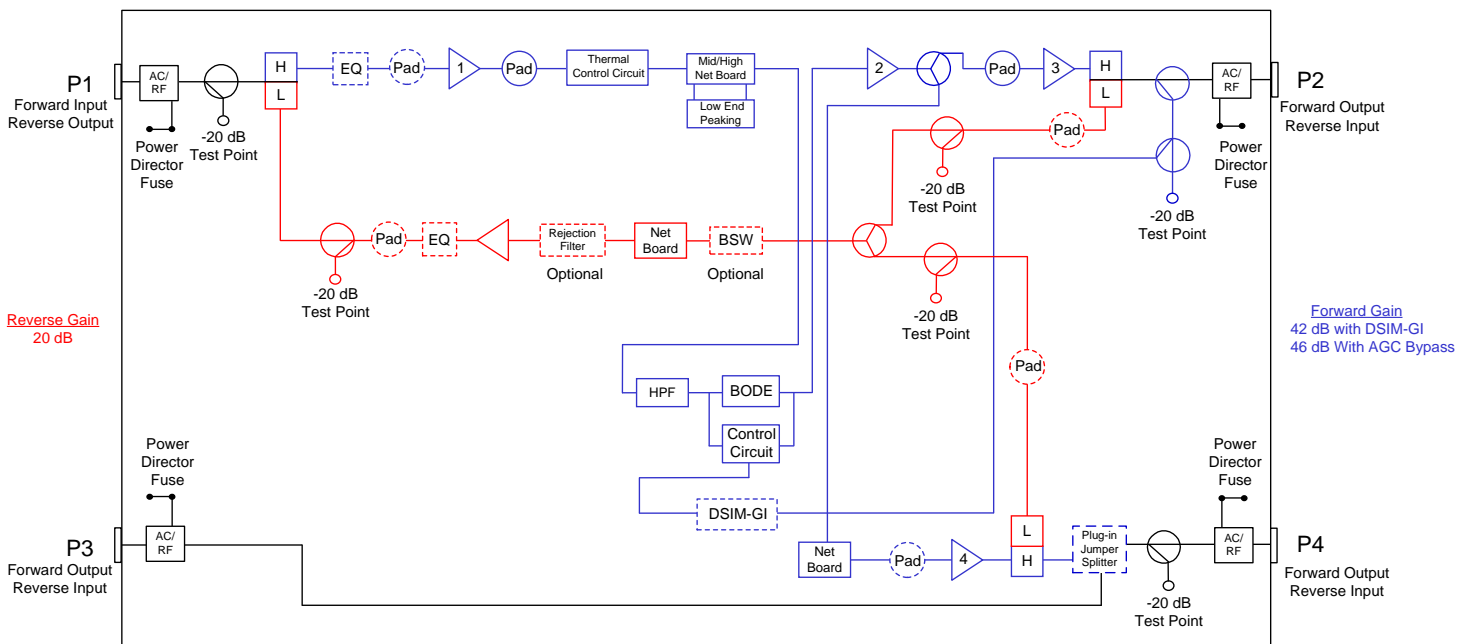 P1
Forward Input
Reverse Output
AC/
RF
Power
Director
Fuse
-20 dB
Test Point
H
L
EQ
Pad
1
Pad
Thermal
Control Circuit
Mid/High
Net Board
Low End
Peaking
2
Pad
3
H
L
AC/
RF
P2
Forward Output
Reverse Input
Power
Director
Fuse
-20 dB
Test Point
Pad
-20 dB
Test Point
-20 dB
Test Point
Pad
EQ
Rejection
Filter
Optional
Net
Board
BSW
Optional
-20 dB
Test Point
Reverse Gain
20 dB
Forward Gain
42 dB with DSIM-GI
46 dB With AGC Bypass
Pad
HPF
BODE
Control
Circuit
DSIM-GI
Power
Director
Fuse
AC/
RF
P3
Forward Output
Reverse Input
Net
Board
Pad
4
L
H
Plug-in
Jumper
Splitter
-20 dB
Test Point
Power
Director
Fuse
AC/
RF
P4
Forward Output
Reverse Input